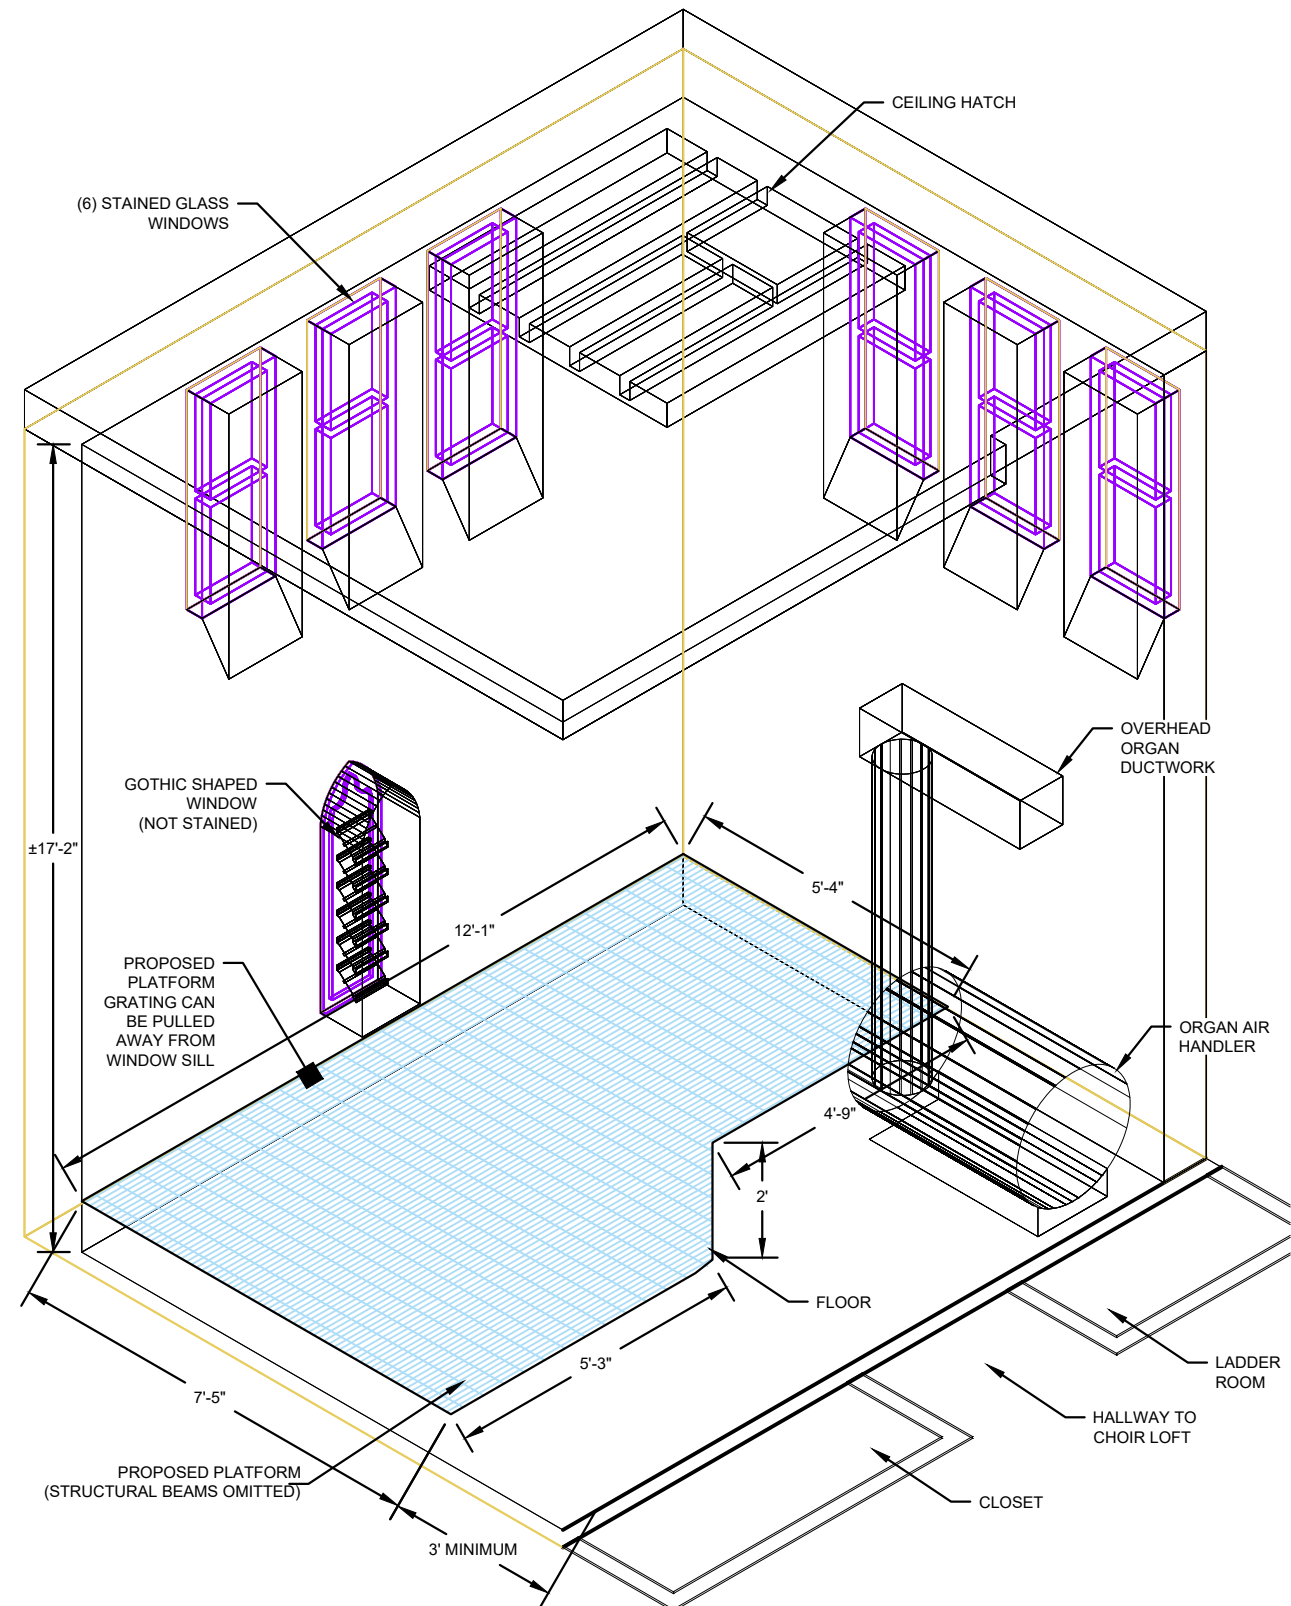 CEILING HATCH
(6) STAINED GLASS
WINDOWS
OVERHEAD
ORGAN
DUCTWORK
GOTHIC SHAPED
WINDOW
(NOT STAINED)
±17'-2"
5'-4"
12'-1"
PROPOSED
PLATFORM
GRATING CAN
BE PULLED
AWAY FROM
WINDOW SILL
ORGAN AIR
HANDLER
4'-9"
2'
FLOOR
5'-3"
7'-5"
LADDER
ROOM
HALLWAY TO
CHOIR LOFT
PROPOSED PLATFORM
(STRUCTURAL BEAMS OMITTED)
CLOSET
3' MINIMUM